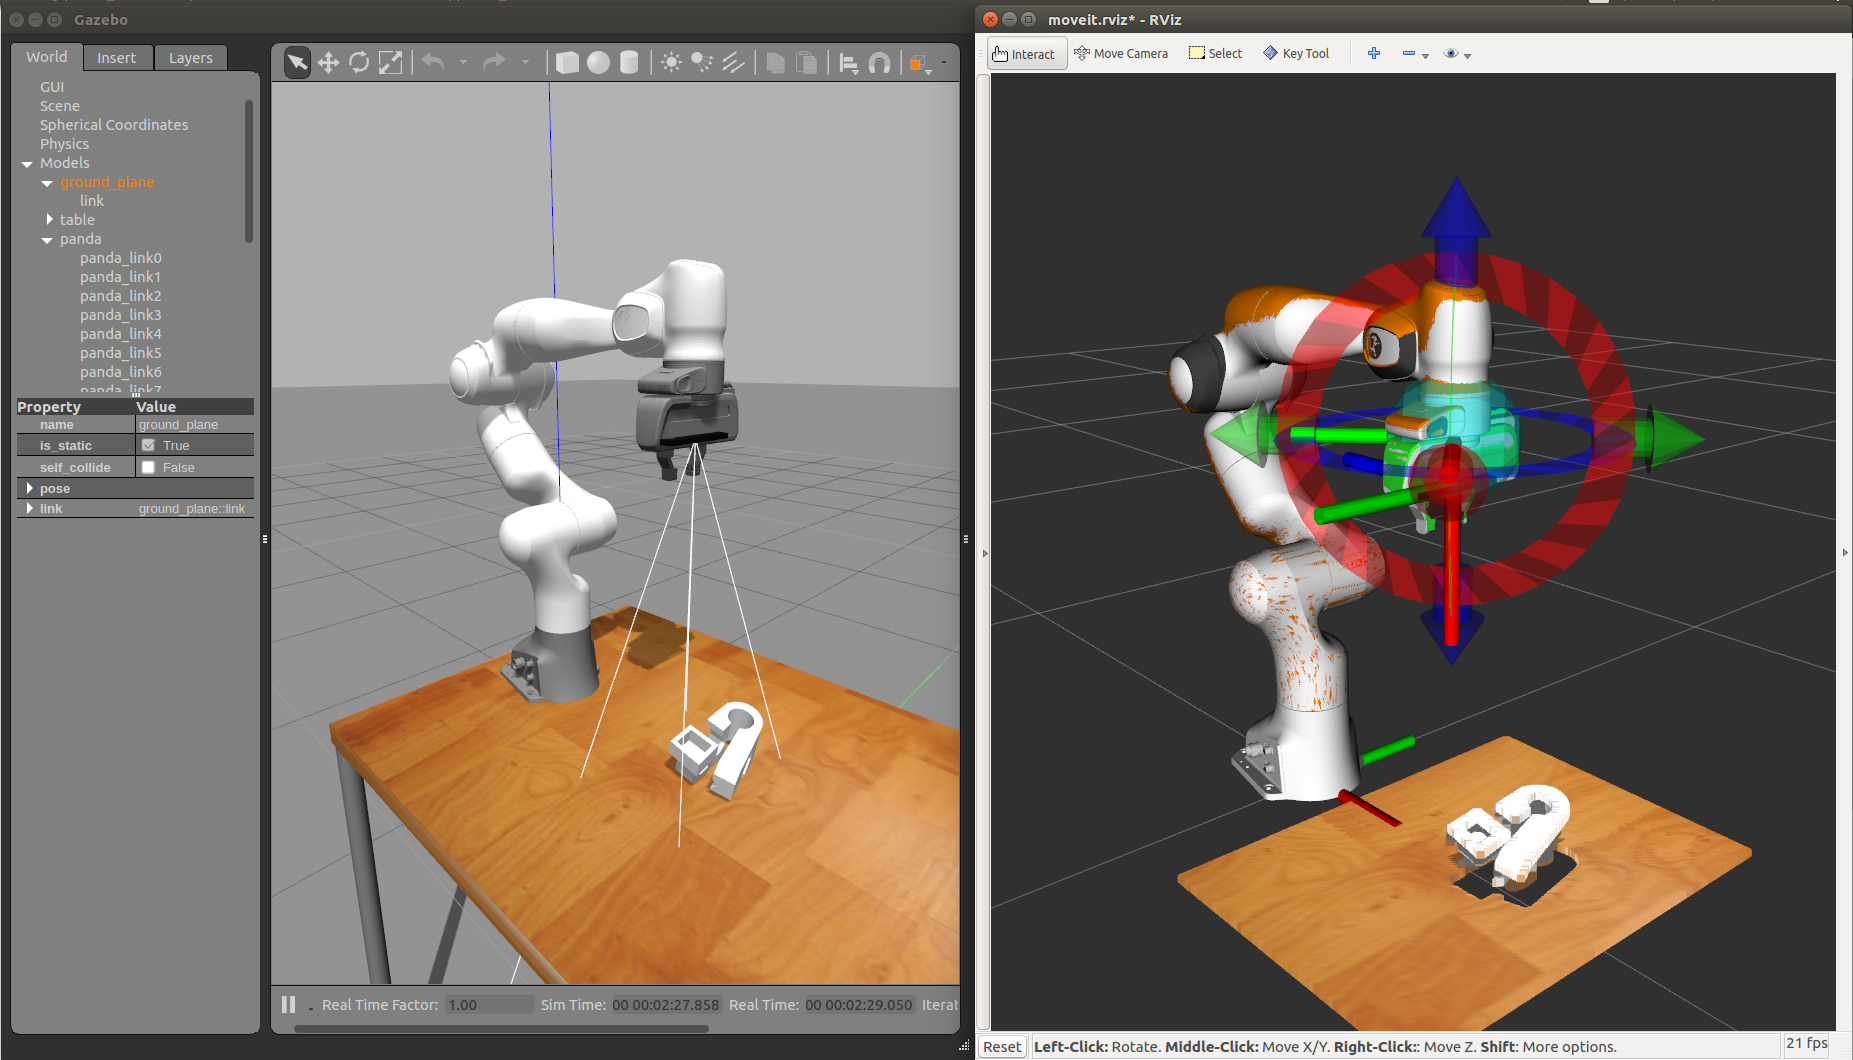 Gazebo
World Insert Layers
GUI
Scene
Spherical Coordinates
Physics
Models
ground_plane
link
table
panda
panda_link0
panda_link1
panda_link2
panda_link3
panda_link4
panda_link5
panda_link6
panda_link7
Property Value
name ground_plane
is_static True
self_collide False
pose
link ground_plane::link
Real Time Factor: 1.00 Sim Time: 00 00:02:27.858 Real Time: 00 00:02:29.050 Iterat
moveit.rviz* - RViz
Interact Move Camera Select Key Tool
Reset Left-Click: Rotate. Middle-Click: Move X/Y. Right-Click:: Move Z. Shift: More options. 21 fps